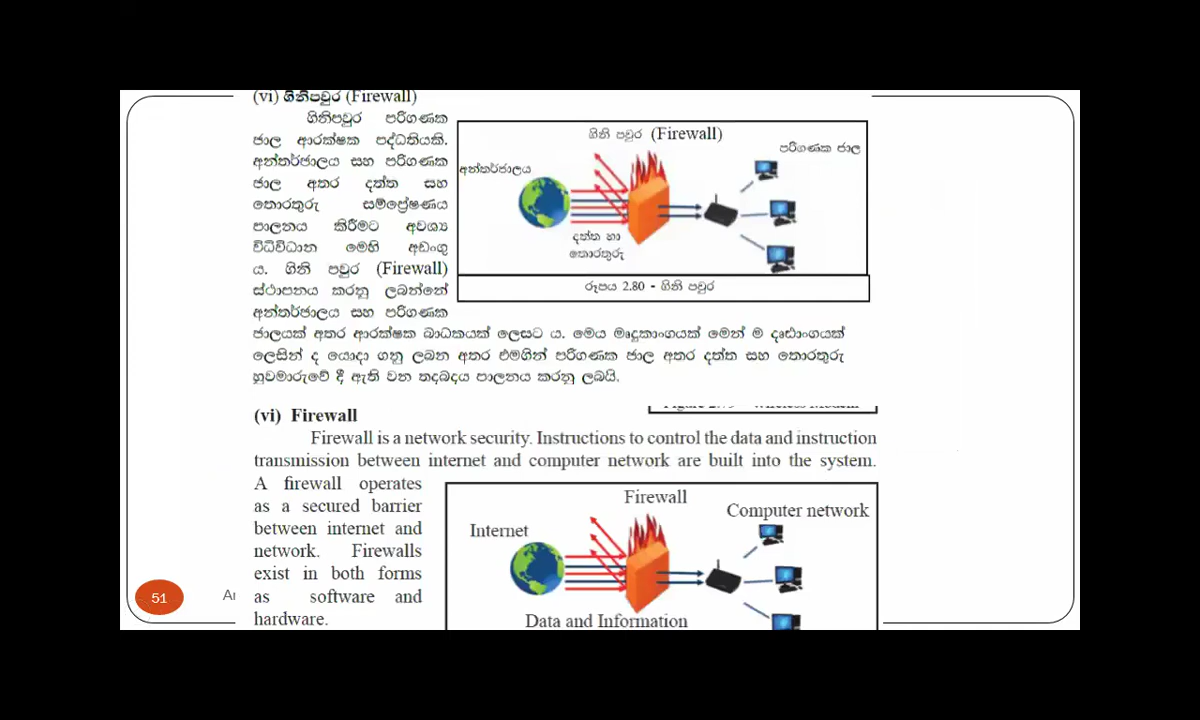 (vi) ගිනිපවුර (Firewall)
ගිනිපවුර පරිගණක
ජාල ආරක්ෂක පද්ධතියකි.
අන්තර්ජාලය සහ පරිගණක
ජාල අතර දත්ත සහ
තොරතුරු සම්ප්‍රේෂණය
පාලනය කිරීමට අවශ්‍ය
විධිවිධාන මෙහි අඩංගු
ය. ගිනි පවුර (Firewall)
ස්ථාපනය කරනු ලබන්නේ
අන්තර්ජාලය සහ පරිගණක
ජාලයක් අතර ආරක්ෂක බාධකයක් ලෙසට ය. මෙය මෘදුකාංගයක් මෙන් ම දෘඪාංගයක්
ලෙසින් ද යොදා ගනු ලබන අතර එමගින් පරිගණක ජාල අතර දත්ත සහ තොරතුරු
හුවමාරුවේ දී ඇති වන තදබදය පාලනය කරනු ලබයි.
ගිනි පවුර (Firewall)
පරිගණක ජාල
අන්තර්ජාලය
දත්ත හා
තොරතුරු
රූපය 2.80 - ගිනි පවුර
(vi) Firewall
Firewall is a network security. Instructions to control the data and instruction
transmission between internet and computer network are built into the system.
A firewall operates
as a secured barrier
between internet and
network. Firewalls
exist in both forms
as software and
hardware.
Firewall
Computer network
Internet
Data and Information
51